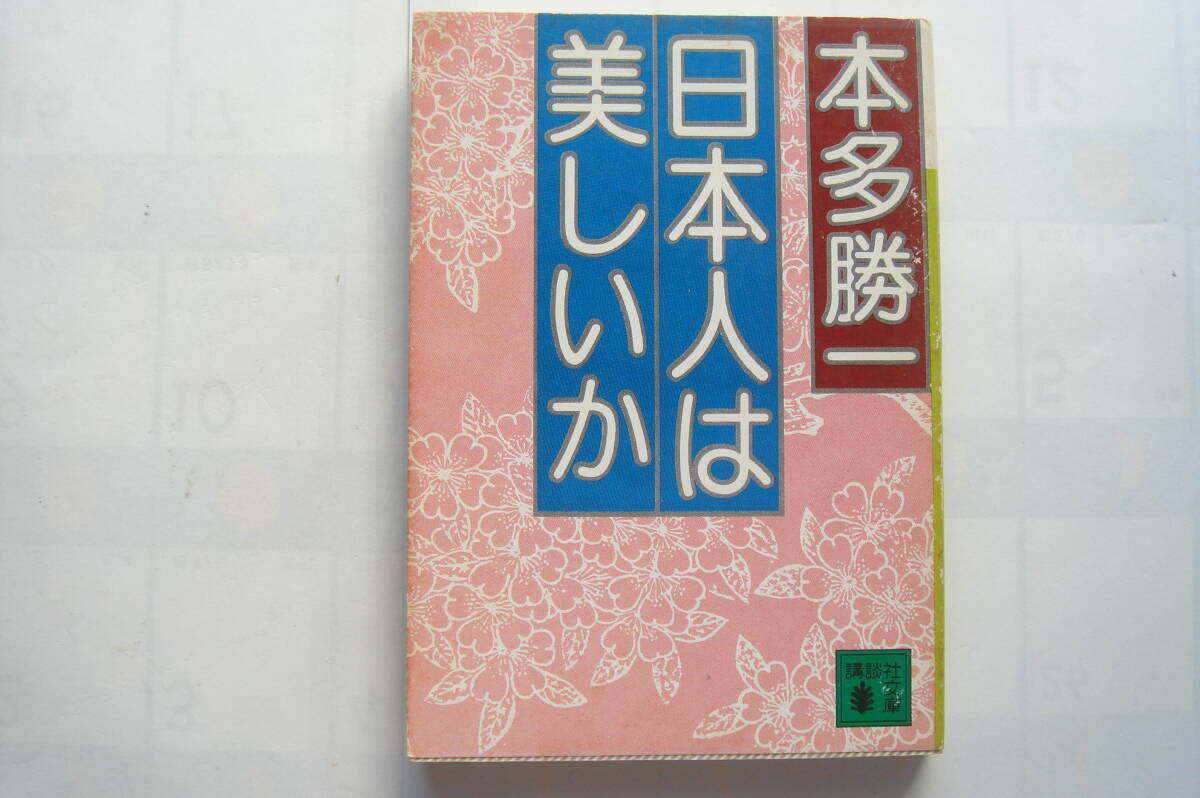 本多勝一
日本人は
美しいか
講談社
文庫